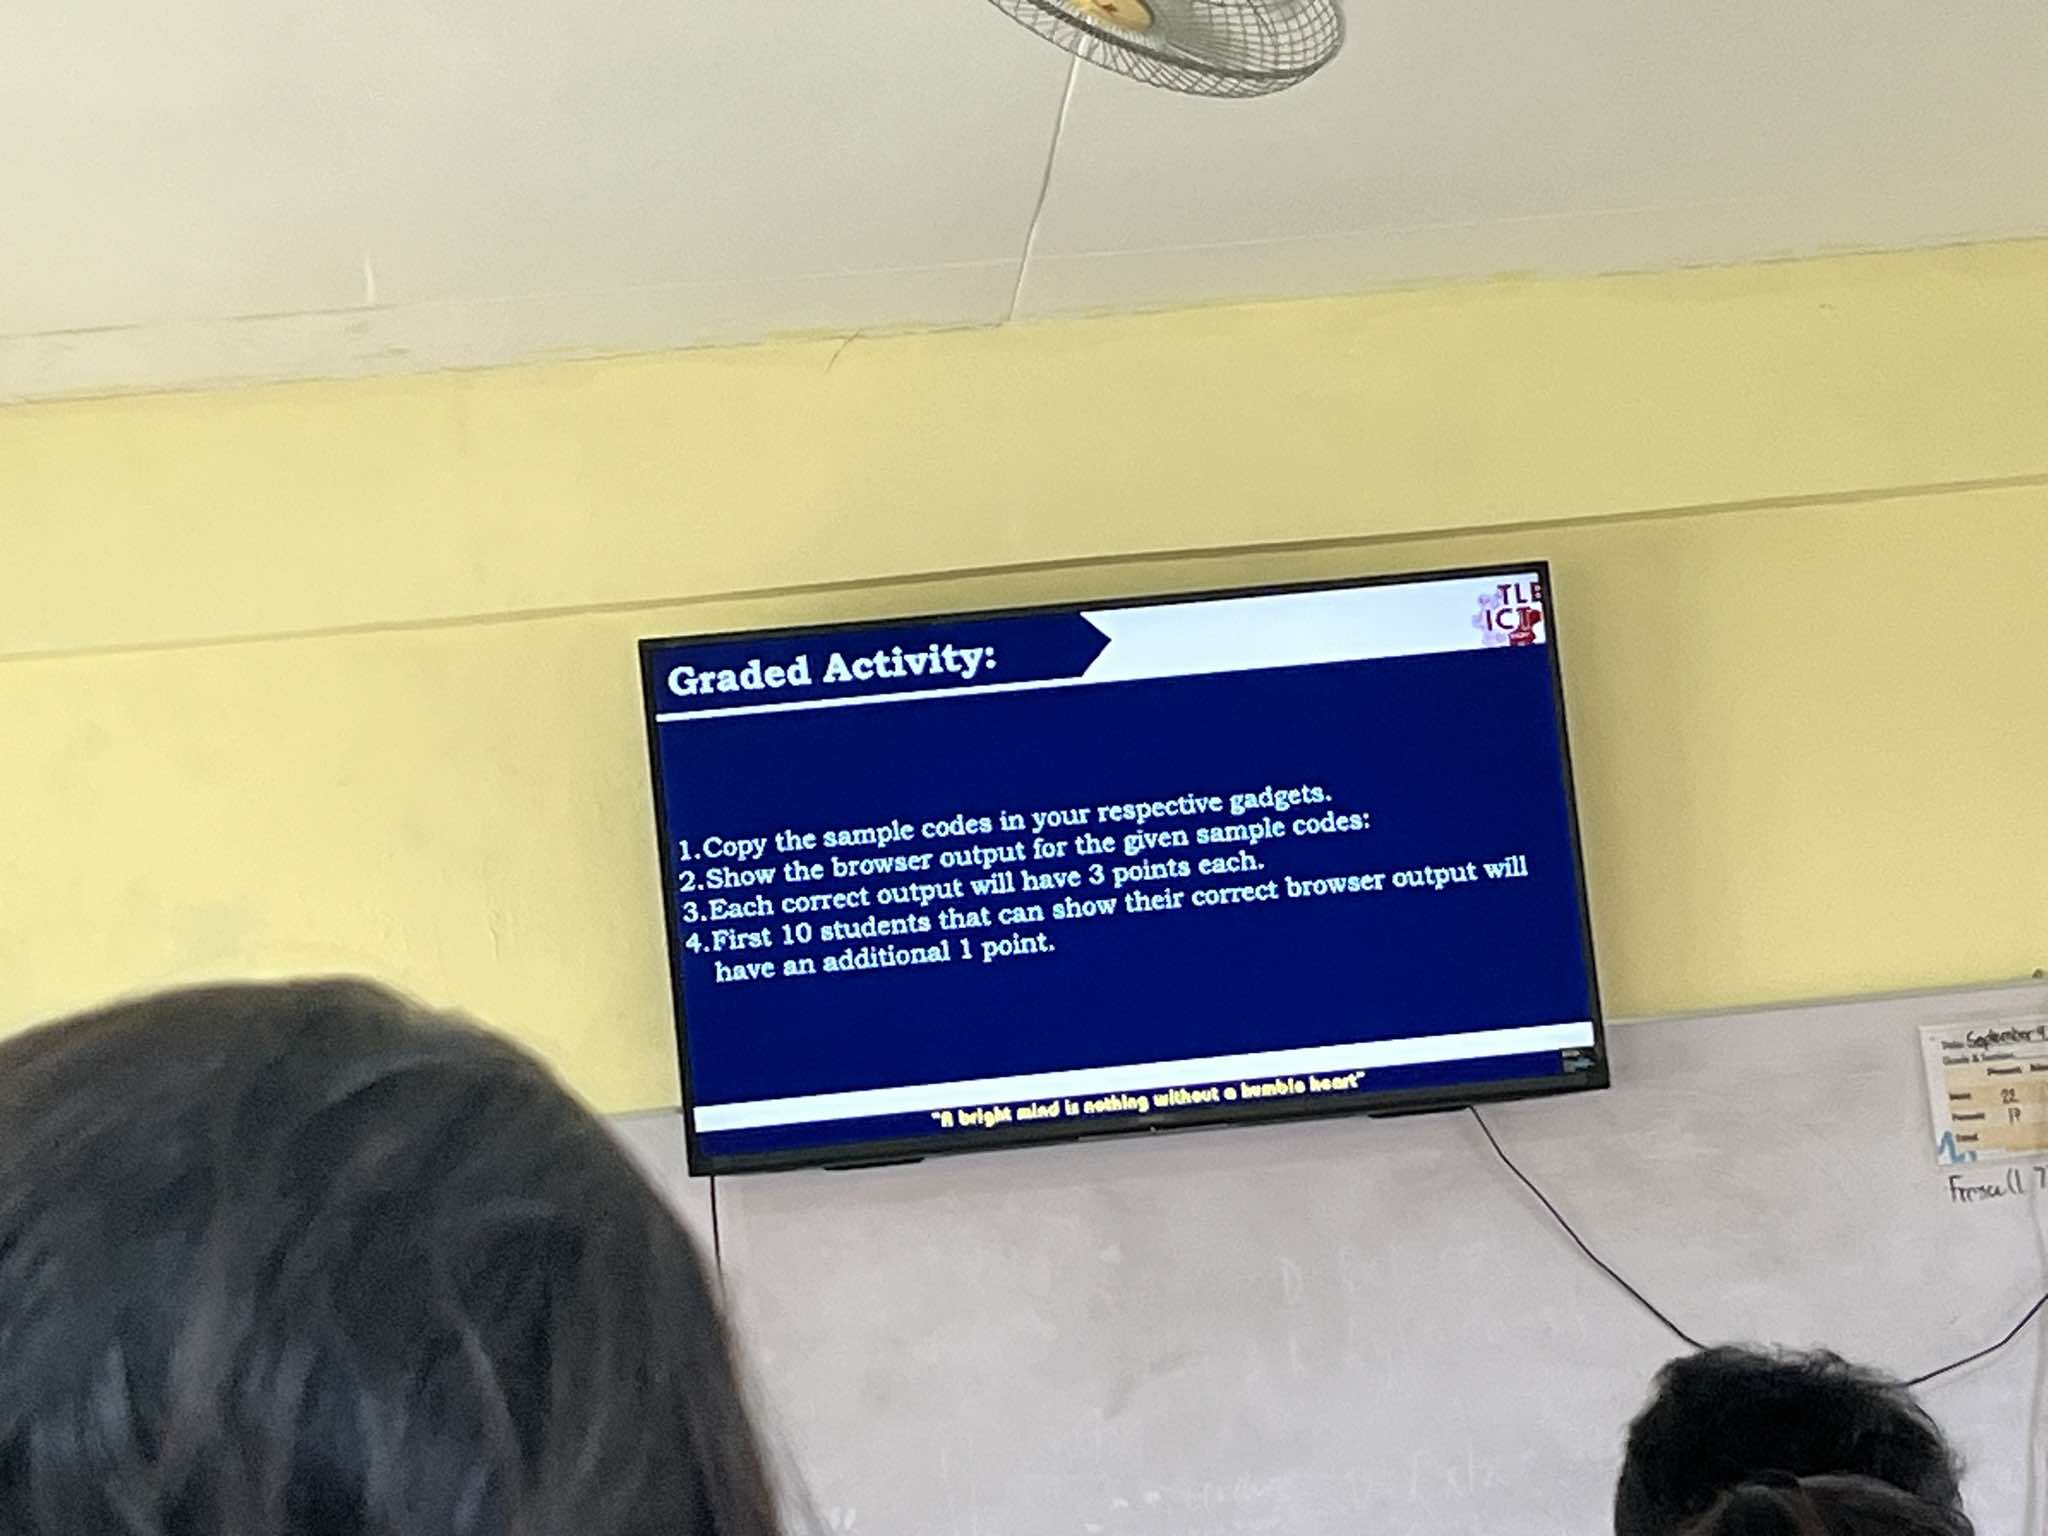 TLE
ICT
Graded Activity:
1.Copy the sample codes in your respective gadgets.
2.Show the browser output for the given sample codes:
3.Each correct output will have 3 points each.
4.First 10 students that can show their correct browser output will
have an additional 1 point.
"A bright mind is nothing without a humble heart"
September 9
22
17